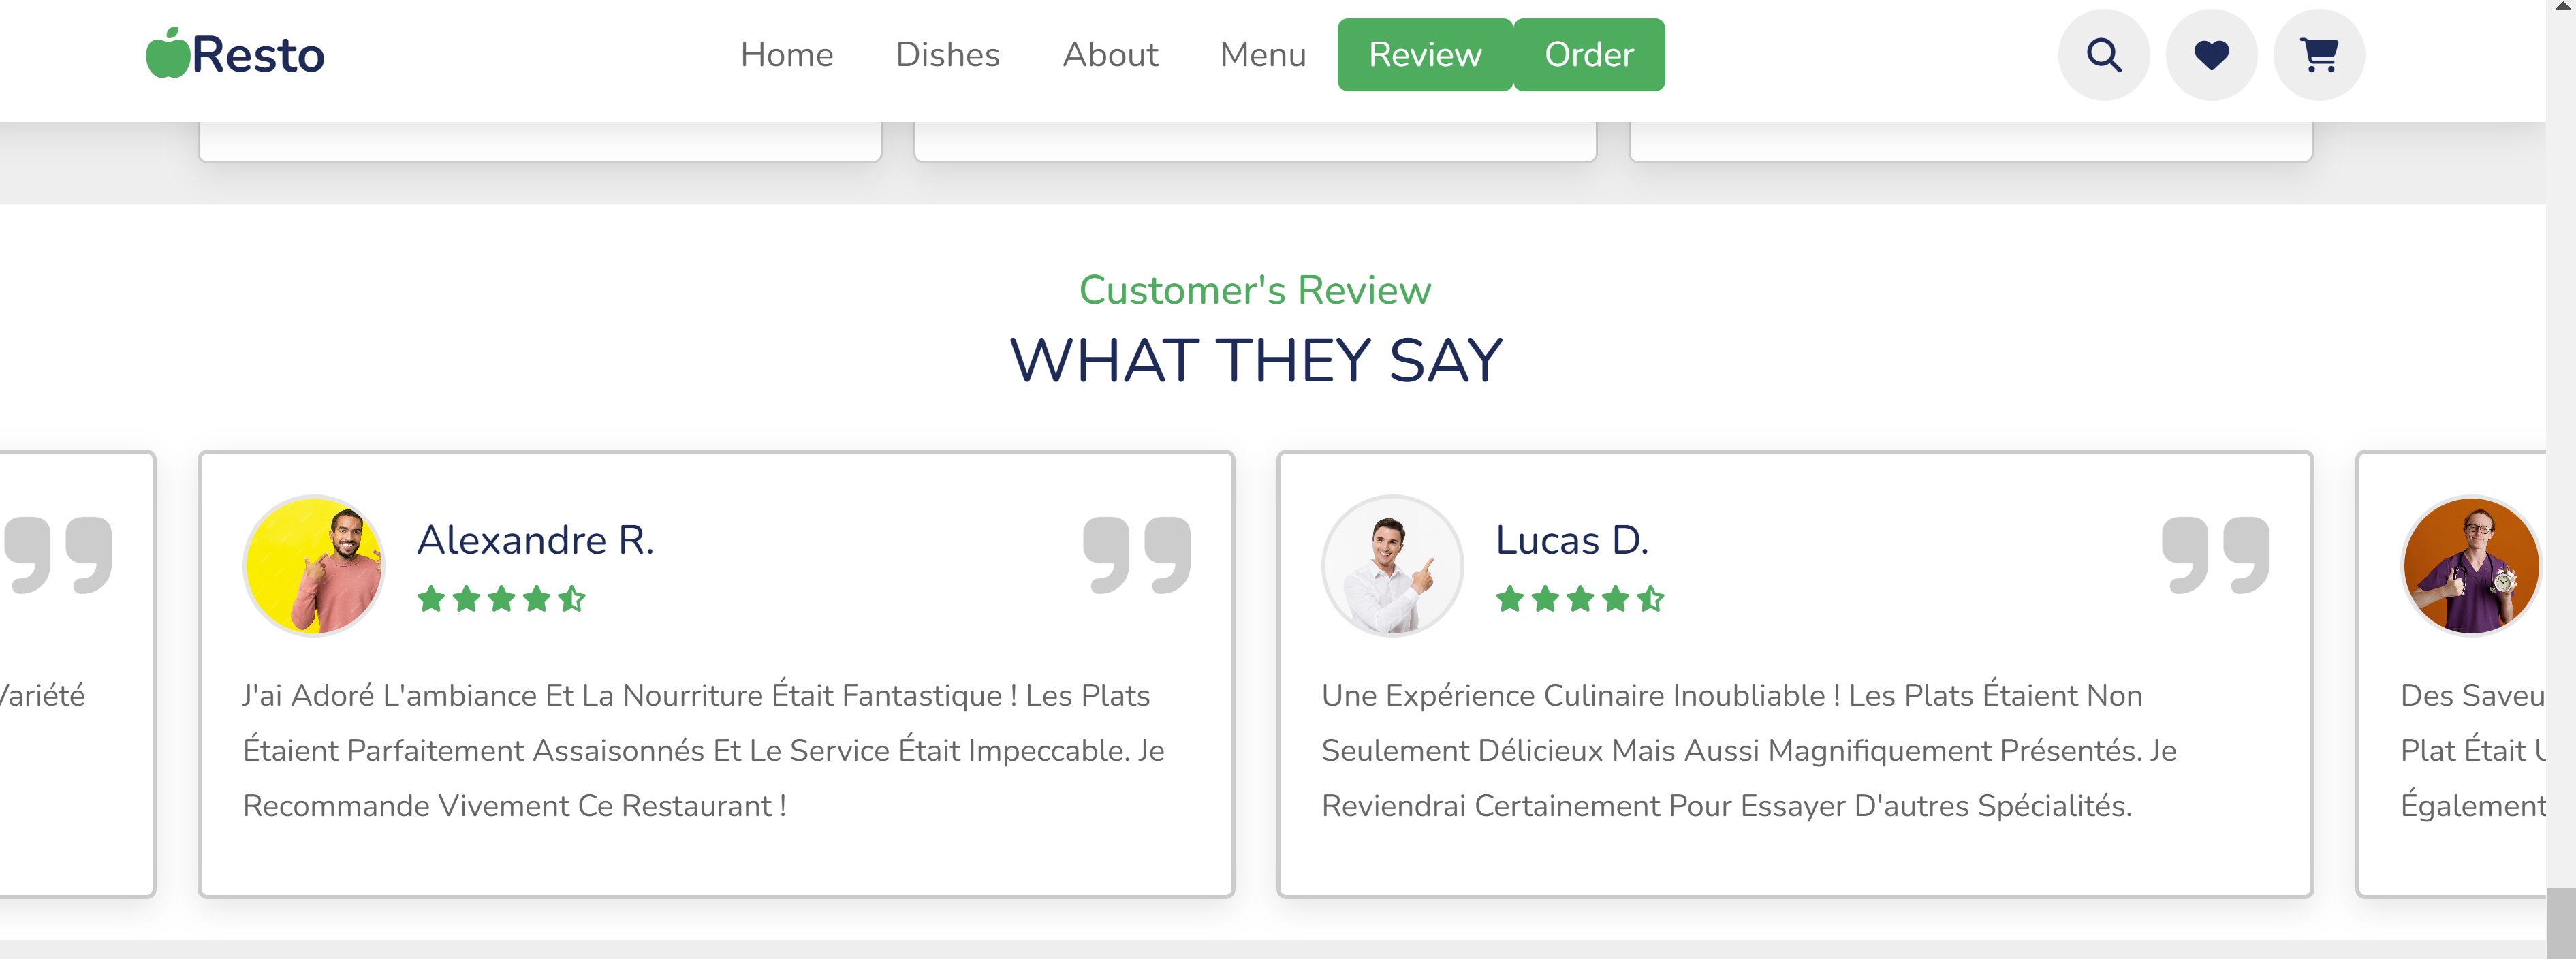 Resto
Home Dishes About Menu Review Order
Customer's Review
WHAT THEY SAY
Variété
Alexandre R.
J'ai Adoré L'ambiance Et La Nourriture Était Fantastique ! Les Plats
Étaient Parfaitement Assaisonnés Et Le Service Était Impeccable. Je
Recommande Vivement Ce Restaurant !
Lucas D.
Une Expérience Culinaire Inoubliable ! Les Plats Étaient Non
Seulement Délicieux Mais Aussi Magnifiquement Présentés. Je
Reviendrai Certainement Pour Essayer D'autres Spécialités.
Des
Plat Était
Également